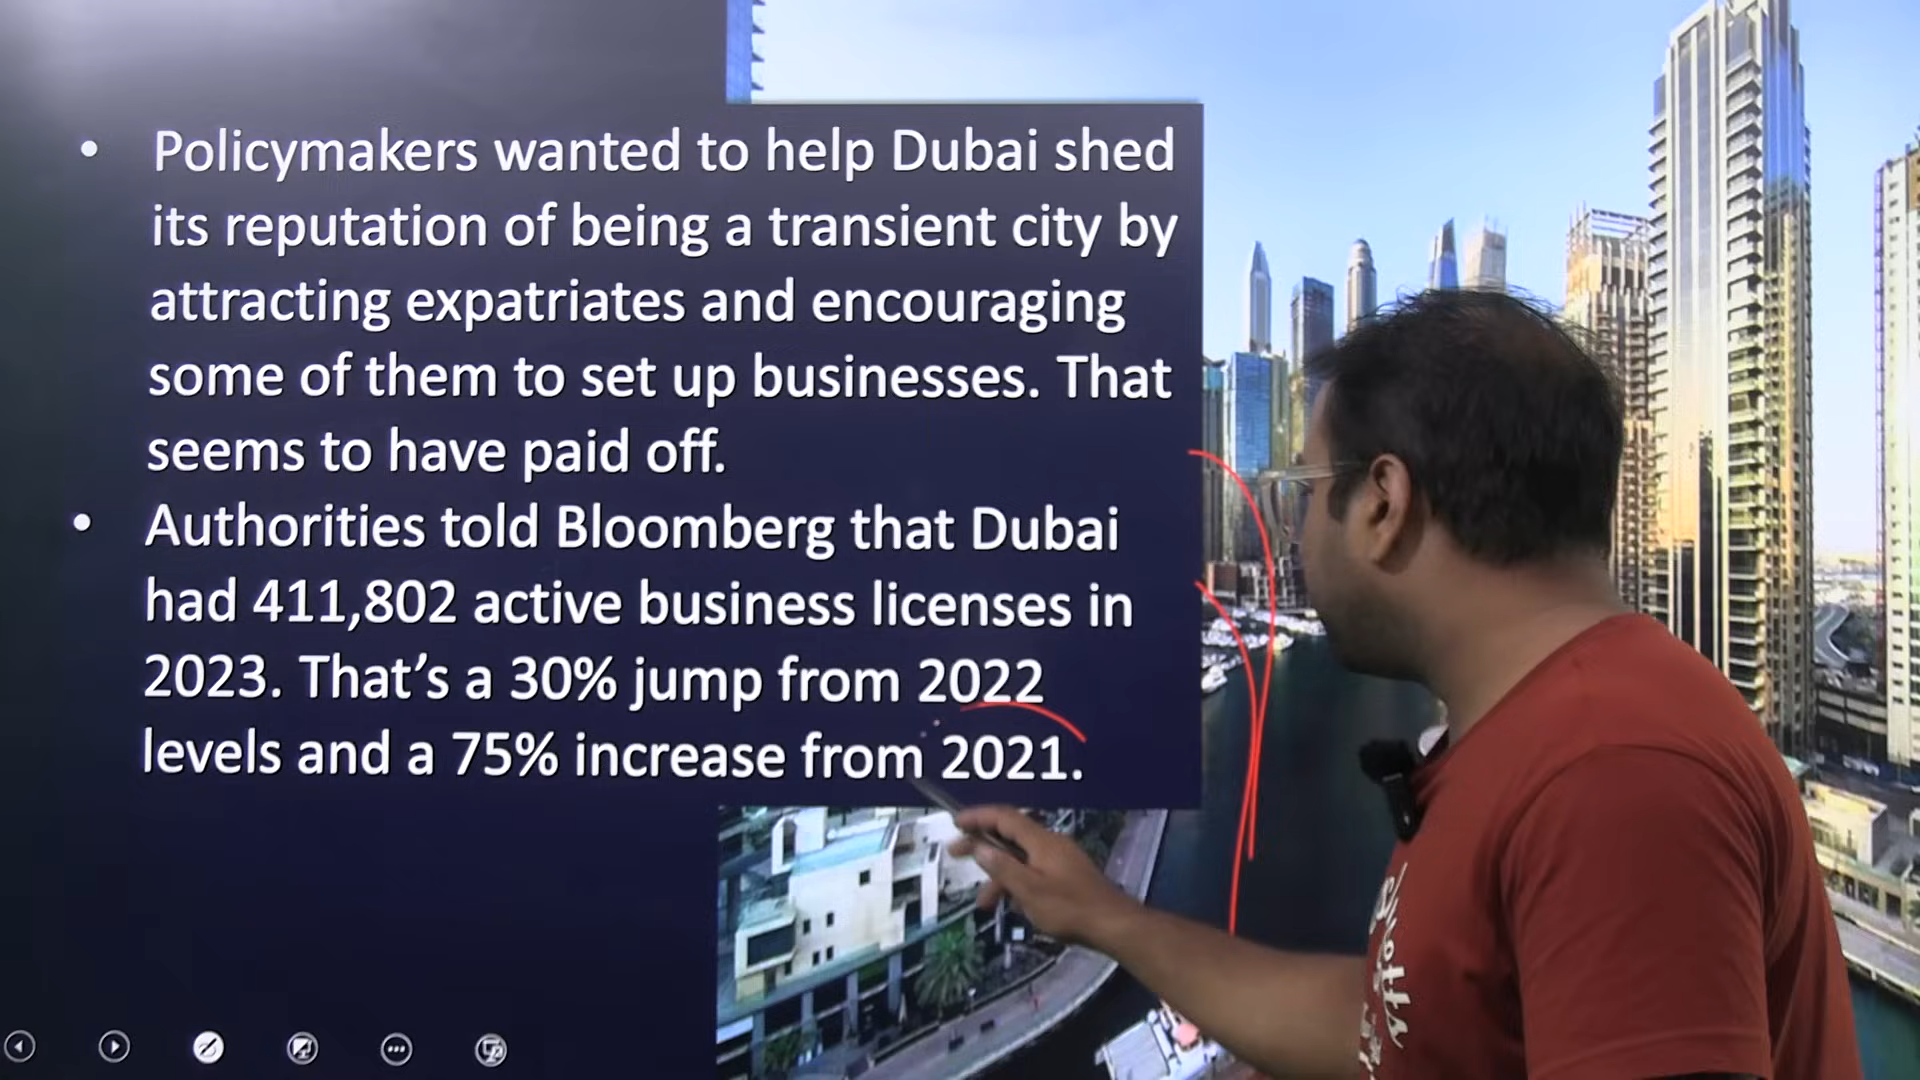 • Policymakers wanted to help Dubai shed
its reputation of being a transient city by
attracting expatriates and encouraging
some of them to set up businesses. That
seems to have paid off.
• Authorities told Bloomberg that Dubai
had 411,802 active business licenses in
2023. That's a 30% jump from 2022
levels and a 75% increase from 2021.